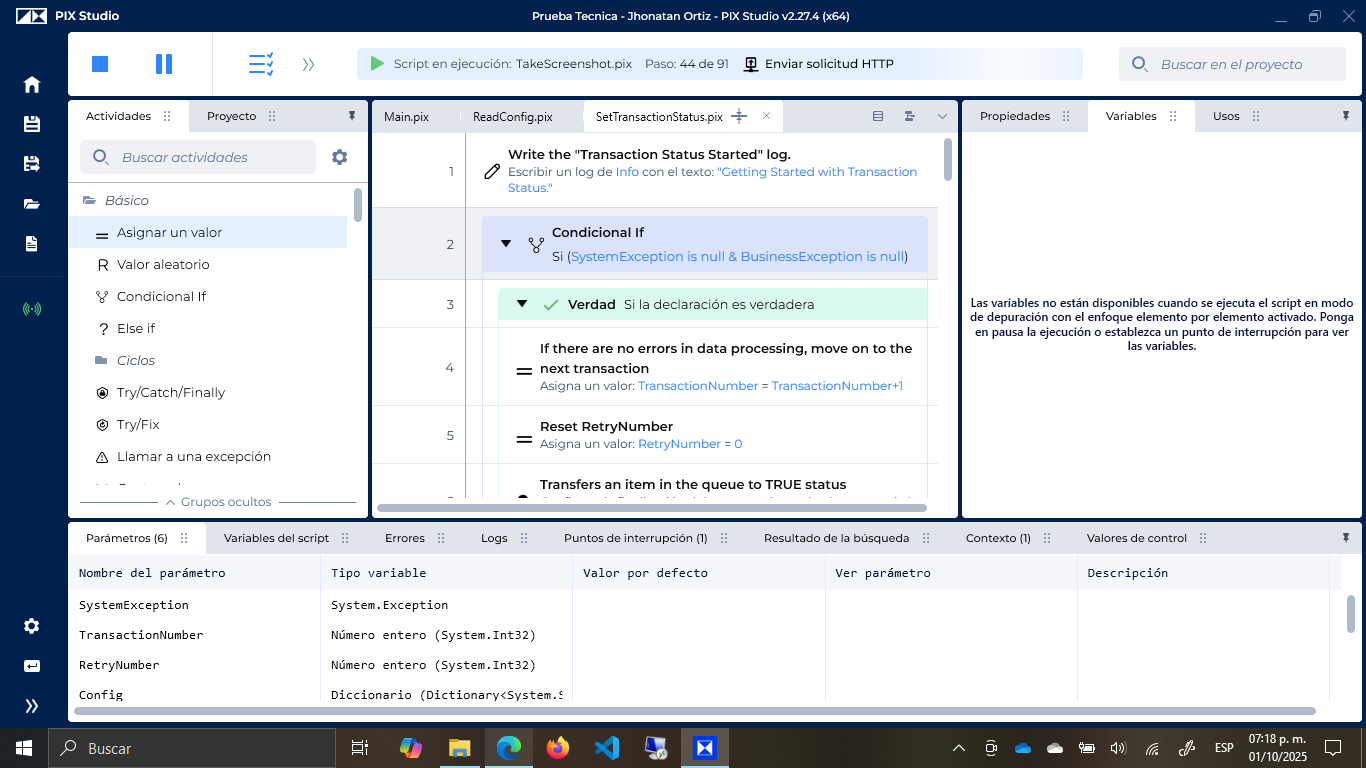 PIX Studio
Prueba Tecnica - Jhonatan Ortiz - PIX Studio v2.27.4 (x64)
Script en ejecución: TakeScreenshot.pix Paso: 44 de 91 Enviar solicitud HTTP
Buscar en el proyecto
Actividades
Proyecto
Buscar actividades
Básico
Asignar un valor
Valor aleatorio
Condicional If
Else if
Ciclos
Try/Catch/Finally
Try/Fix
Llamar a una excepción
Grupos ocultos
Main.pix
ReadConfig.pix
SetTransactionStatus.pix
1
Write the "Transaction Status Started" log.
Escribir un log de Info con el texto: "Getting Started with Transaction
Status."
2
Condicional If
Si (SystemException is null & BusinessException is null)
3
Verdad Si la declaración es verdadera
4
If there are no errors in data processing, move on to the
next transaction
Asigna un valor: TransactionNumber = TransactionNumber+1
5
Reset RetryNumber
Asigna un valor: RetryNumber = 0
Transfers an item in the queue to TRUE status
Propiedades
Variables
Usos
Las variables no están disponibles cuando se ejecuta el script en modo
de depuración con el enfoque elemento por elemento activado. Ponga
en pausa la ejecución o establezca un punto de interrupción para ver
las variables.
Parámetros (6)
Variables del script
Errores
Logs
Puntos de interrupción (1)
Resultado de la búsqueda
Contexto (1)
Valores de control
Nombre del parámetro
Tipo variable
Valor por defecto
Ver parámetro
Descripción
SystemException
System.Exception
TransactionNumber
Número entero (System.Int32)
RetryNumber
Número entero (System.Int32)
Config
Diccionario (Dictionary<System.S
Buscar
ESP
07:18 p. m.
01/10/2025